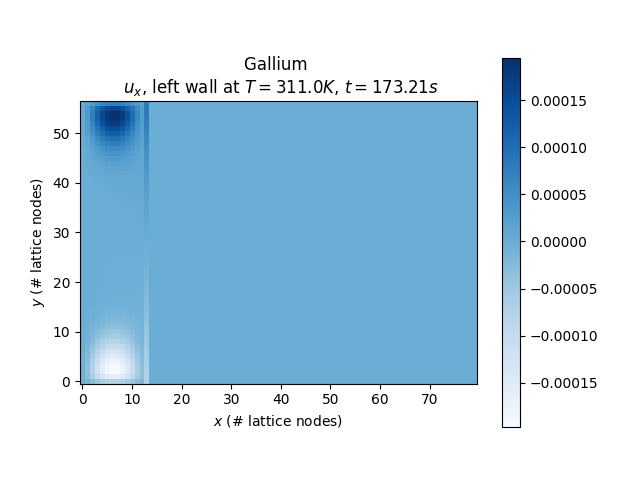 Gallium
u_x, left wall at T = 311.0K, t = 173.21s
y (# lattice nodes)
50
40
30
20
10
0
0 10 20 30 40 50 60 70
x (# lattice nodes)
0.00015
0.00010
0.00005
0.00000
−0.00005
−0.00010
−0.00015